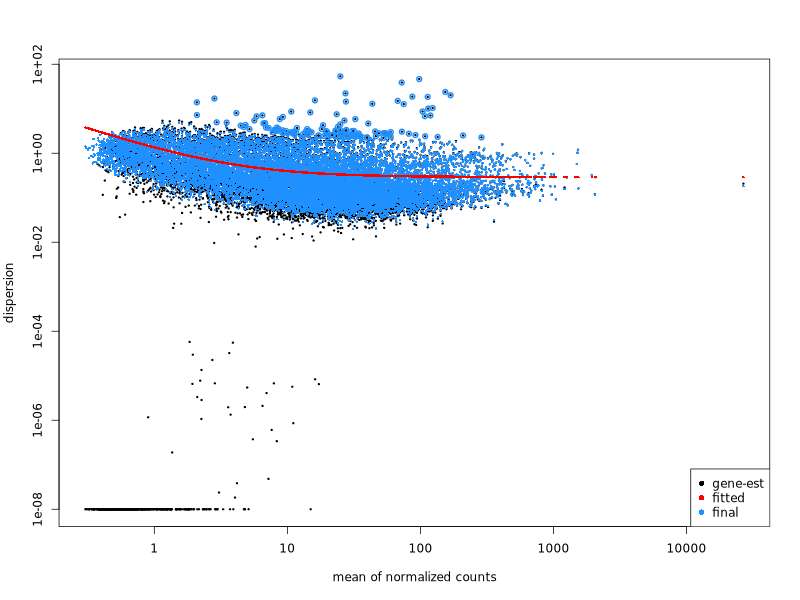 1e+02
1e+00
1e-02
1e-04
1e-06
1e-08
dispersion
1
10
100
1000
10000
mean of normalized counts
gene-est
fitted
final